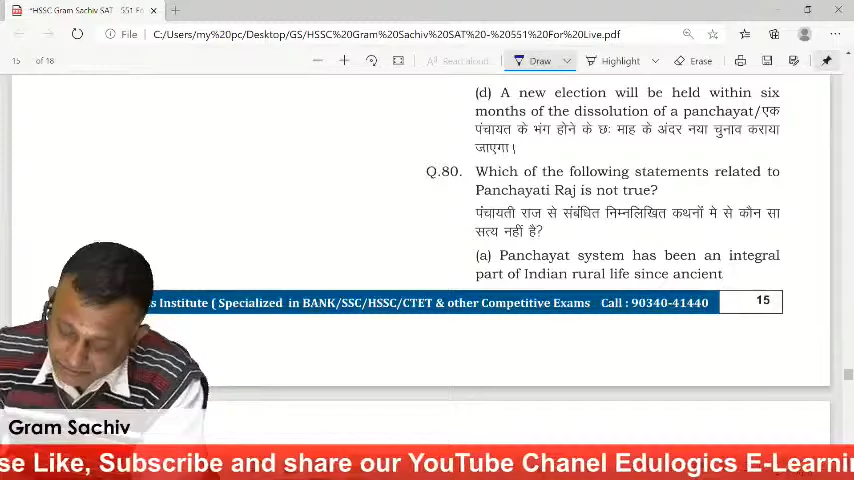 *HSSC Gram Sachiv SAT - 551 Fo
File
C:/Users/my%20pc/Desktop/GS/HSSC%20Gram%20Sachiv%20SAT%20-%20551%20For%20Live.pdf
15 of 18
Read aloud
Draw
Highlight
Erase
(d) A new election will be held within six
months of the dissolution of a panchayat/एक
पंचायत के भंग होने के छः माह के अंदर नया चुनाव कराया
जाएगा।
Q.80. Which of the following statements related to
Panchayati Raj is not true?
पंचायती राज से संबंधित निम्नलिखित कथनों मे से कौन सा
सत्य नहीं है?
(a) Panchayat system has been an integral
part of Indian rural life since ancient
s Institute ( Specialized in BANK/SSC/HSSC/CTET & other Competitive Exams Call : 90340-41440
15
Gram Sachiv
se Like, Subscribe and share our YouTube Chanel Edulogics E-Learni